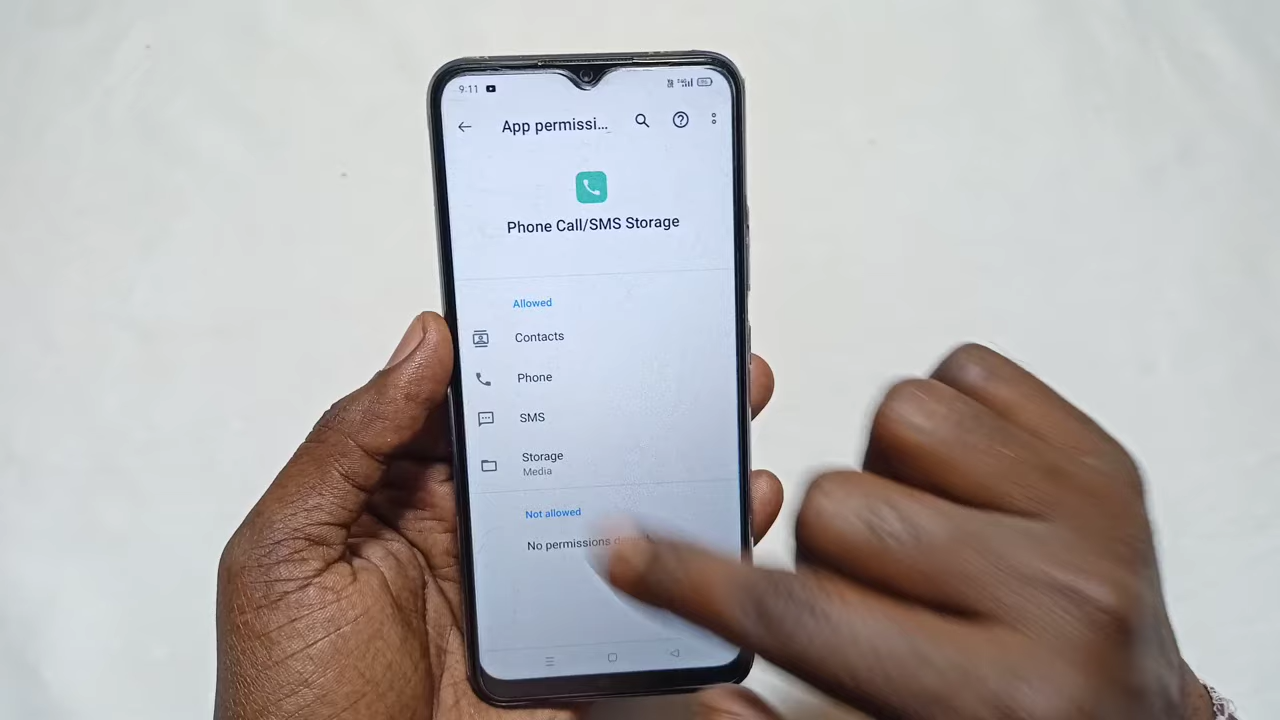 9:11
App permissi...
Phone Call/SMS Storage
Allowed
Contacts
Phone
SMS
Storage
Media
Not allowed
No permissions